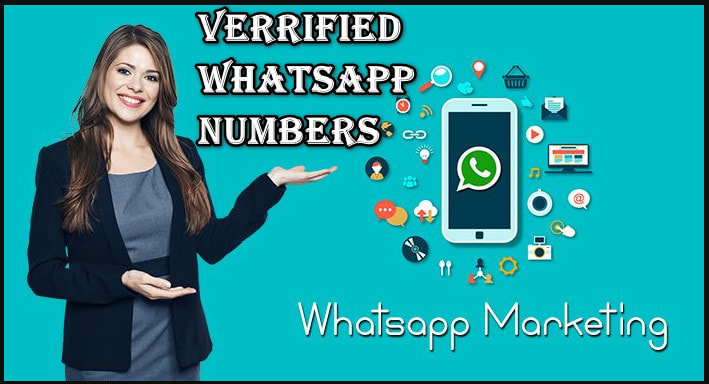 VERRIFIED
WHATSAPP
NUMBERS
Whatsapp Marketing